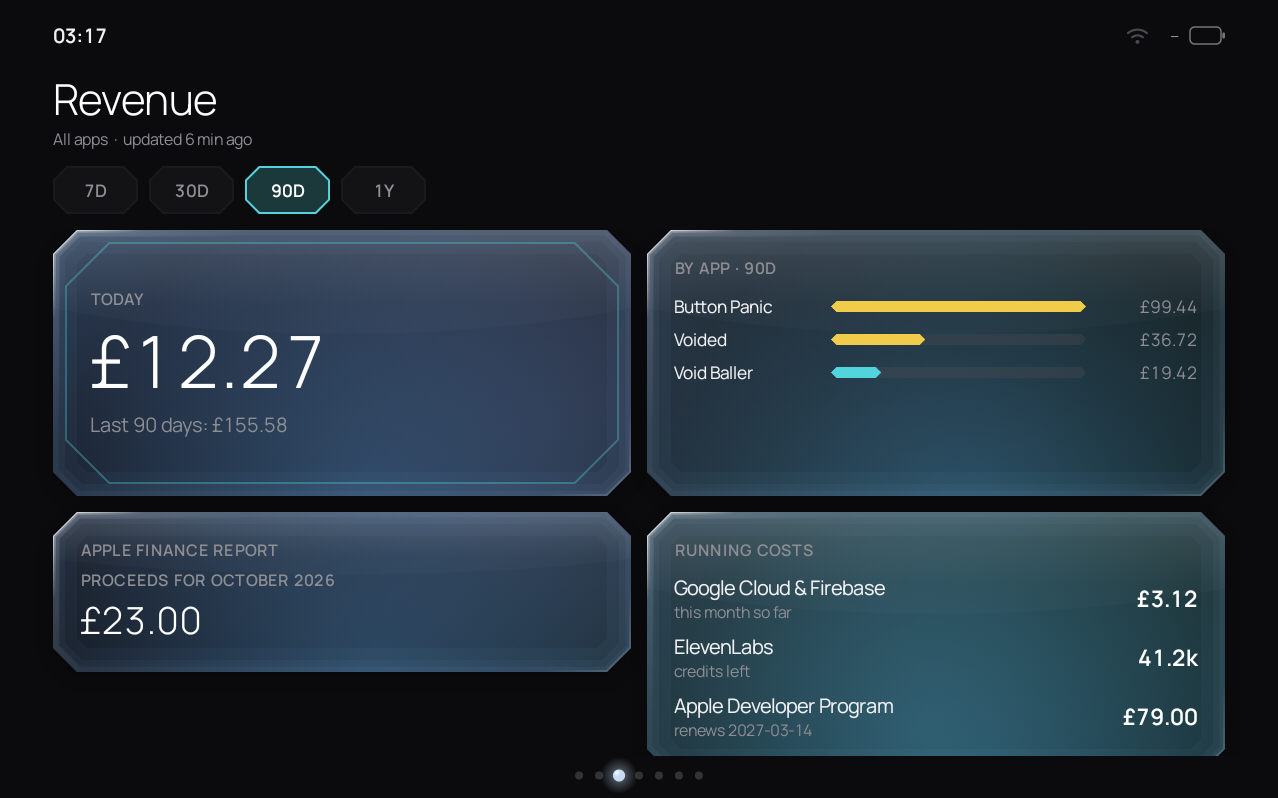 03:17
–
Revenue
All apps · updated 6 min ago
7D
30D
90D
1Y
TODAY
£12.27
Last 90 days: £155.58
BY APP · 90D
Button Panic £99.44
Voided £36.72
Void Baller £19.42
APPLE FINANCE REPORT
PROCEEDS FOR OCTOBER 2026
£23.00
RUNNING COSTS
Google Cloud & Firebase
this month so far
£3.12
ElevenLabs
credits left
41.2k
Apple Developer Program
renews 2027-03-14
£79.00